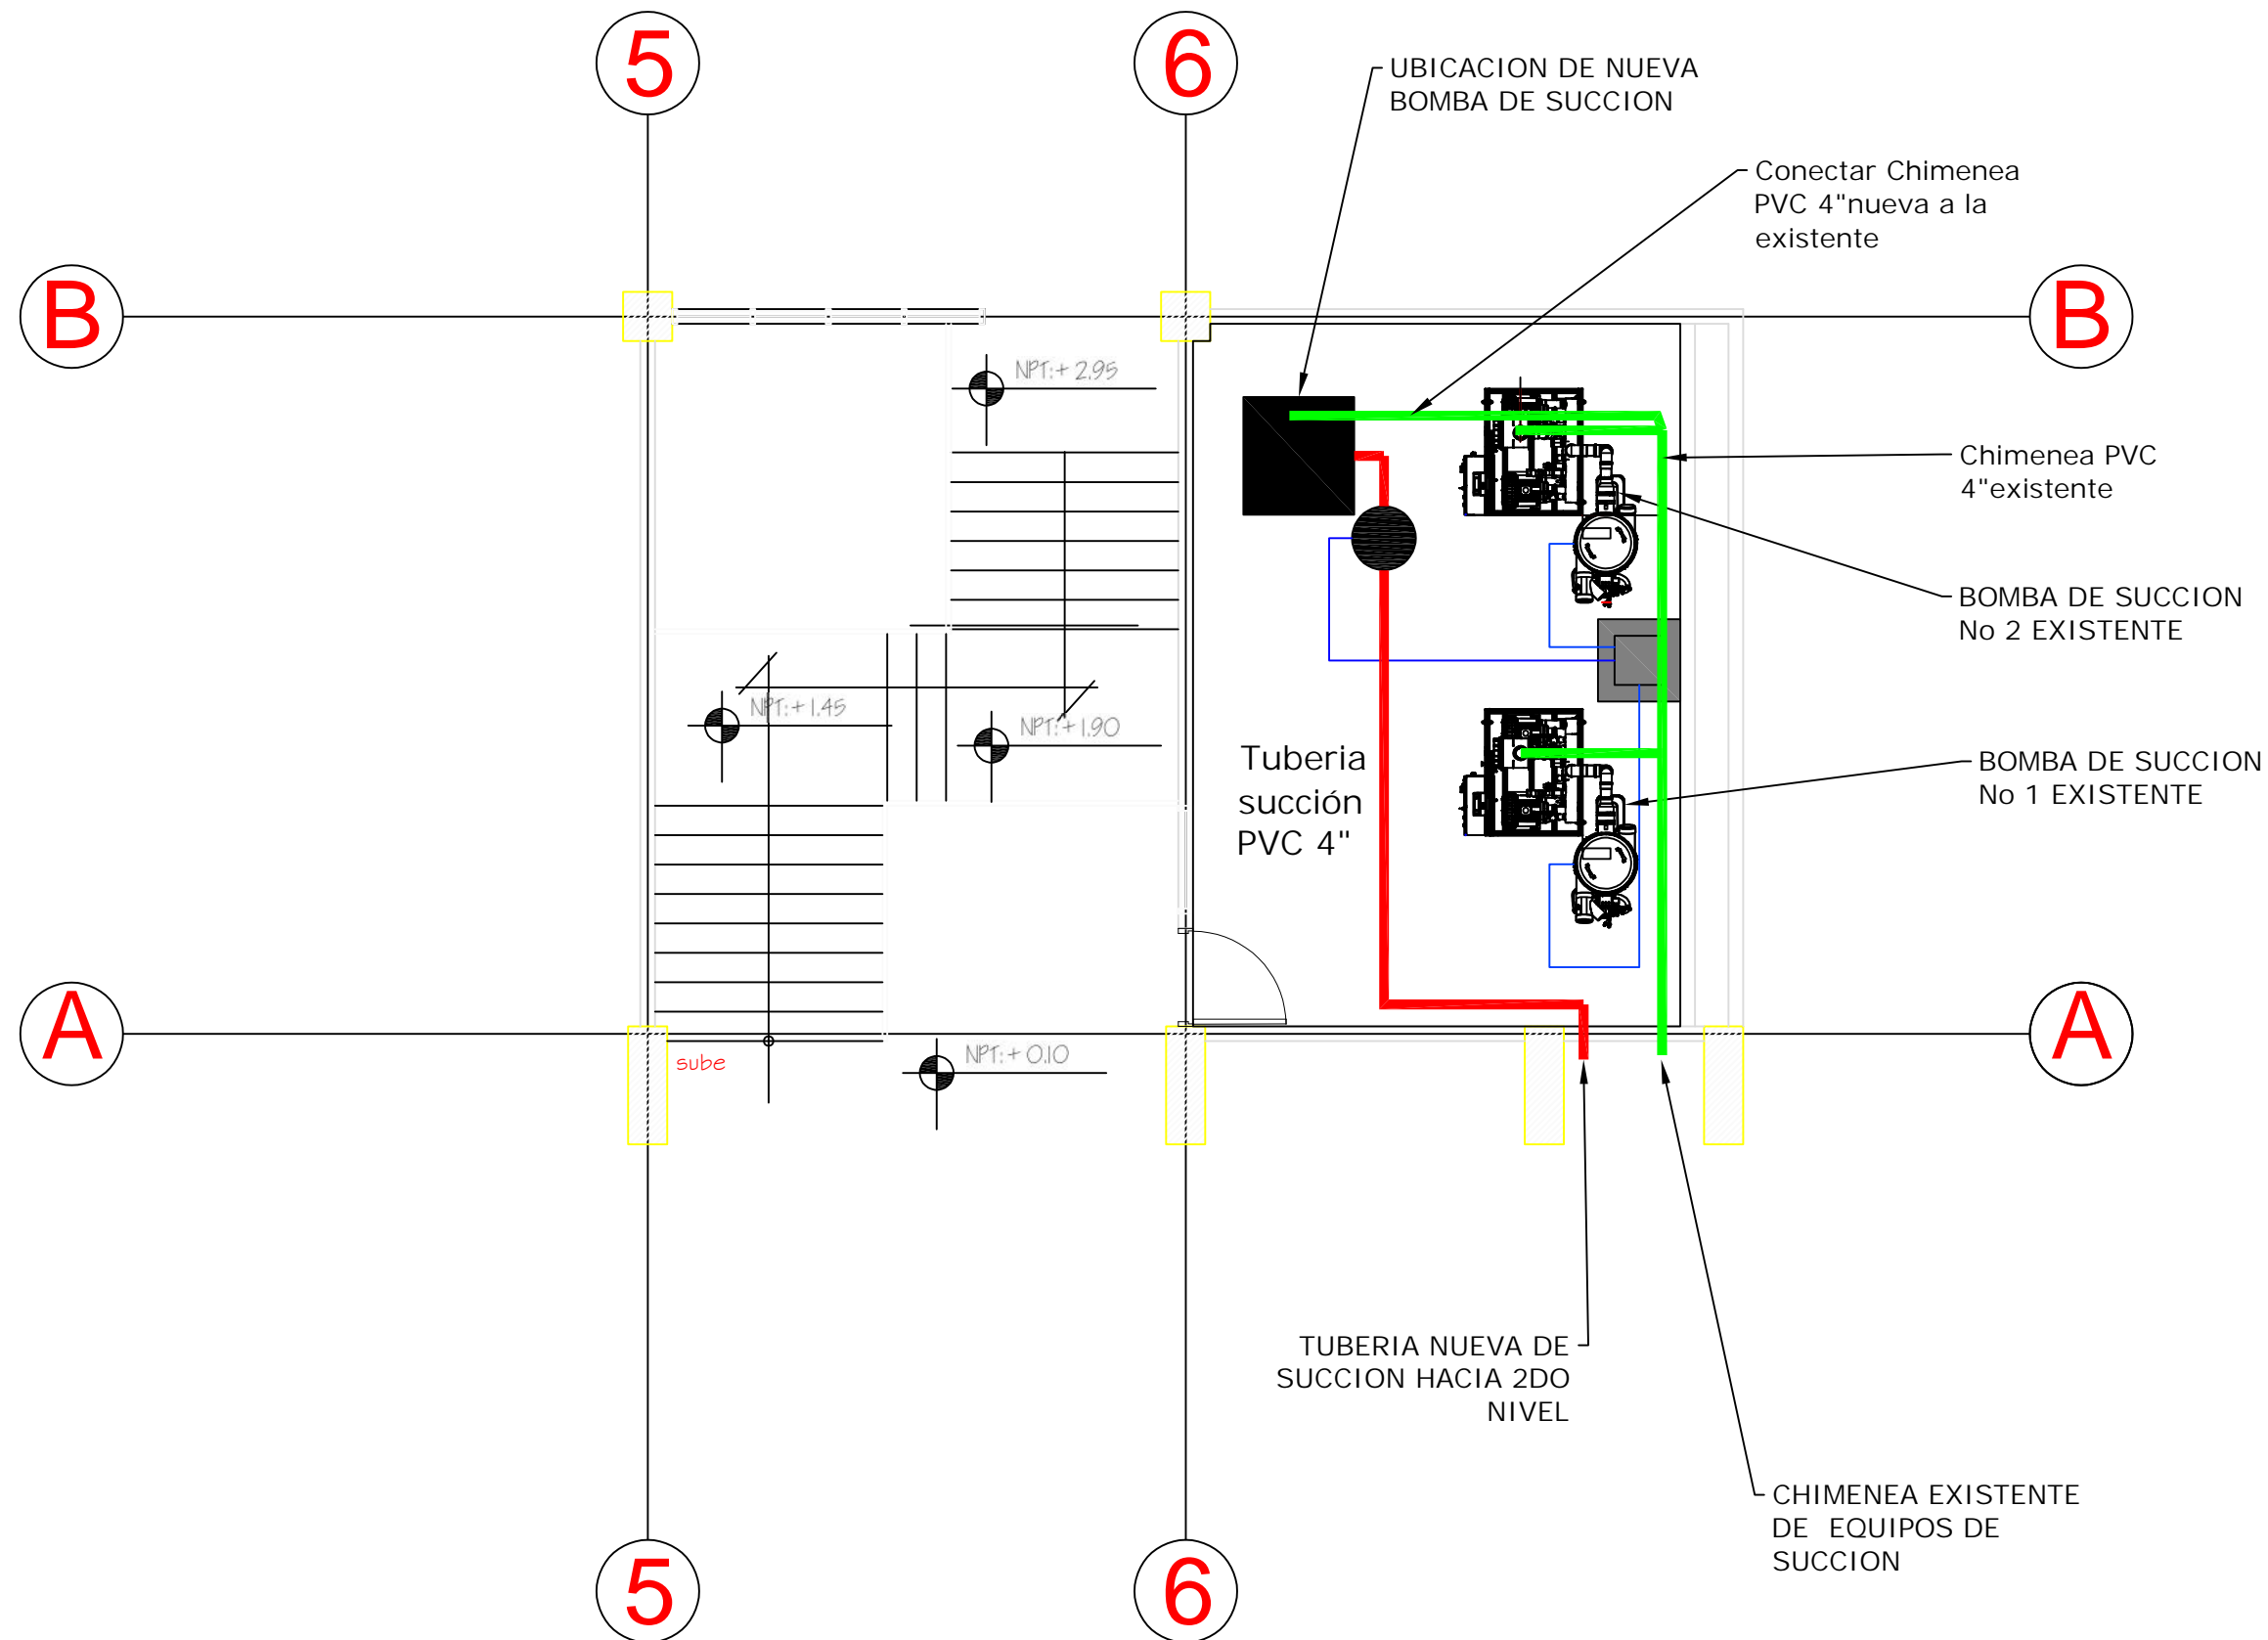 5
6
UBICACION DE NUEVA
BOMBA DE SUCCION
Conectar Chimenea
PVC 4"nueva a la
existente
B
B
NPT:+ 2.95
Chimenea PVC
4"existente
BOMBA DE SUCCION
No 2 EXISTENTE
NPT:+ 1.45
NPT:+ 1.90
Tuberia
succión
PVC 4"
BOMBA DE SUCCION
No 1 EXISTENTE
A
A
sube
NPT:+ 0.10
TUBERIA NUEVA DE
SUCCION HACIA 2DO
NIVEL
CHIMENEA EXISTENTE
DE EQUIPOS DE
SUCCION
5
6